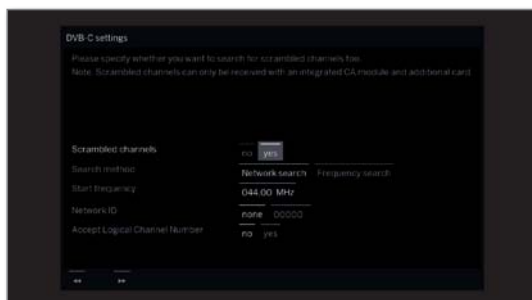 DVB-C settings
Please specify whether you want to search for scrambled channels too.
Note: Scrambled channels can only be received with an integrated CA module and additional card
Scrambled channels no yes
Search method Network search Frequency search
Start frequency 044.00 MHz
Network ID none 00000
Accept Logical Channel Number no yes